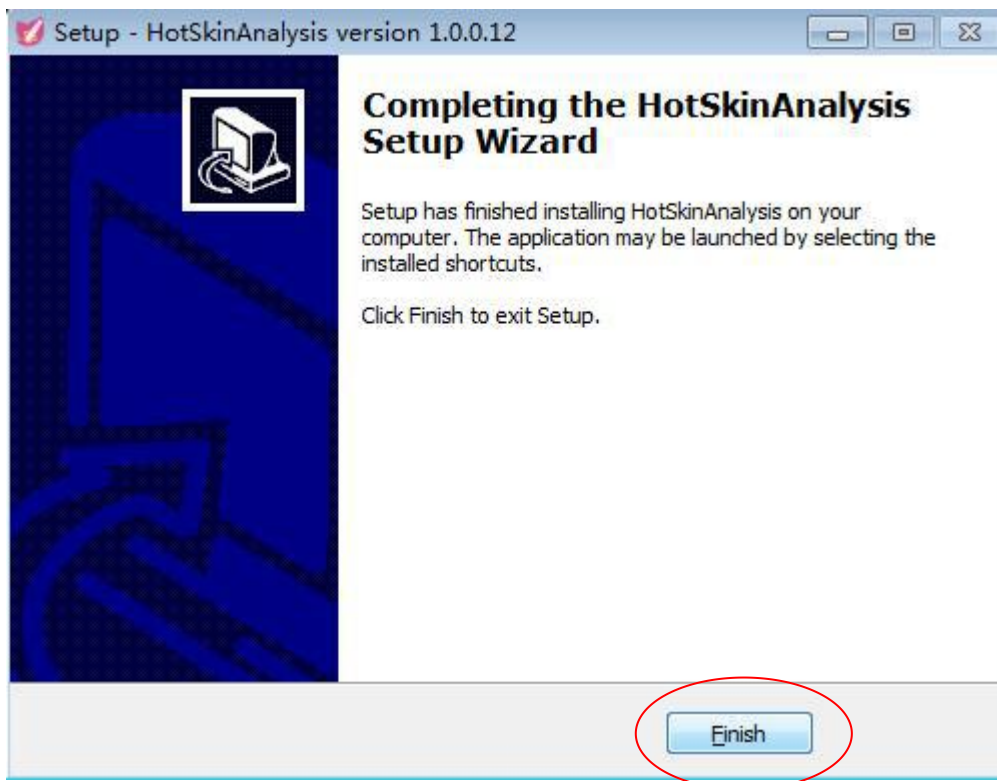 Setup - HotSkinAnalysis version 1.0.0.12
Completing the HotSkinAnalysis
Setup Wizard
Setup has finished installing HotSkinAnalysis on your
computer. The application may be launched by selecting the
installed shortcuts.
Click Finish to exit Setup.
Finish